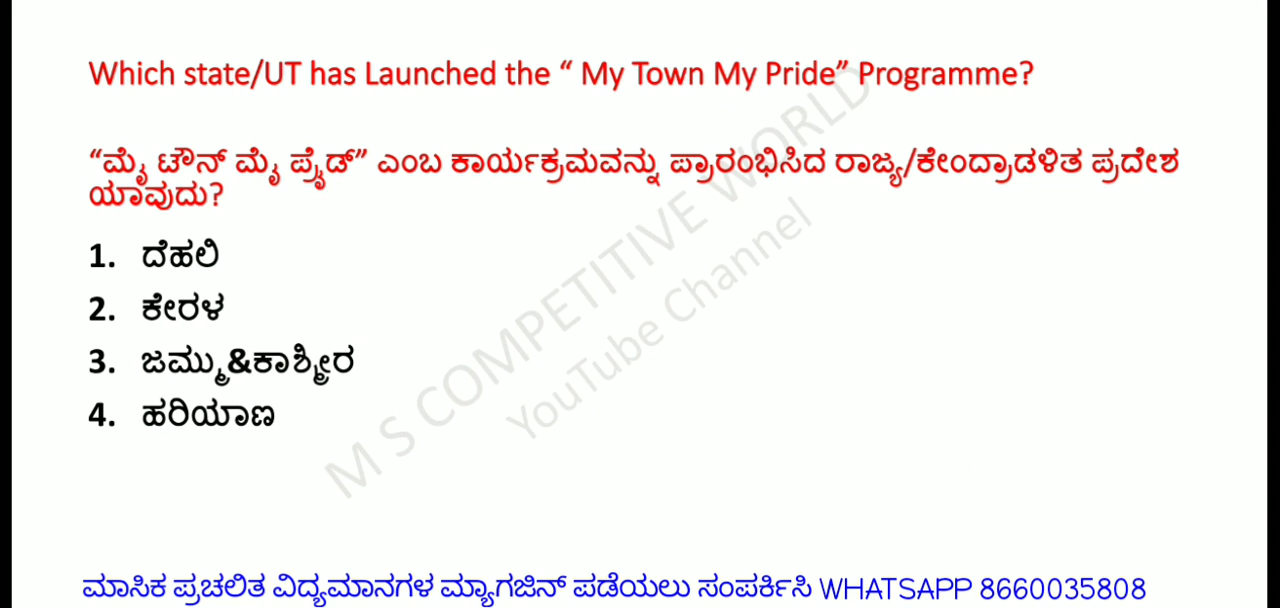 Which state/UT has Launched the “ My Town My Pride” Programme?
“ಮೈ ಟೌನ್ ಮೈ ಪ್ರೈಡ್” ಎಂಬ ಕಾರ್ಯಕ್ರಮವನ್ನು ಪ್ರಾರಂಭಿಸಿದ ರಾಜ್ಯ/ಕೇಂದ್ರಾಡಳಿತ ಪ್ರದೇಶ
ಯಾವುದು?
1. ದೆಹಲಿ
2. ಕೇರಳ
3. ಜಮ್ಮು&ಕಾಶ್ಮೀರ
4. ಹರಿಯಾಣ
M S COMPETITIVE WORLD
YouTube Channel
ಮಾಸಿಕ ಪ್ರಚಲಿತ ವಿದ್ಯಮಾನಗಳ ಮ್ಯಾಗಜಿನ್ ಪಡೆಯಲು ಸಂಪರ್ಕಿಸಿ WHATSAPP 8660035808